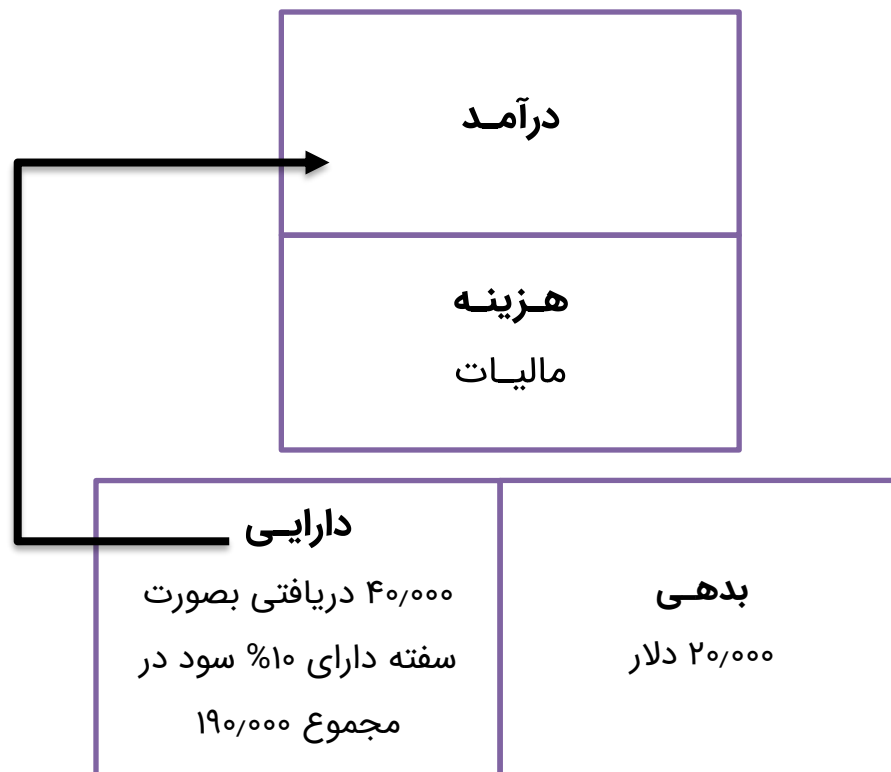 درآمـد
هـزینـه
مالیـات
دارایـی
۴۰٫۰۰۰ دریافتی بصورت
سفته دارای ۱۰% سود در
مجموع ۱۹۰٫۰۰۰
بدهـی
۲۰٫۰۰۰ دلار